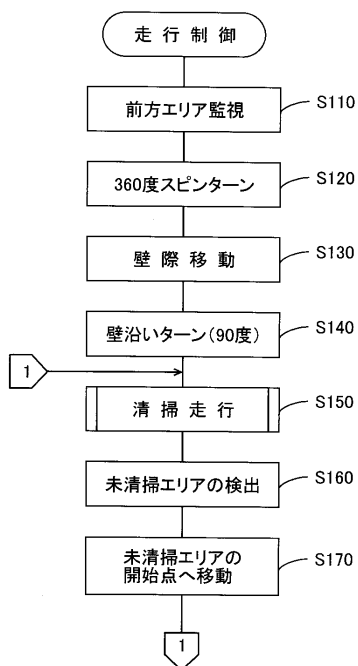 走行制御
前方エリア監視
S110
360度スピンターン
S120
壁際移動
S130
壁沿いターン(90度)
S140
1
清掃走行
S150
未清掃エリアの検出
S160
未清掃エリアの
開始点へ移動
S170
1